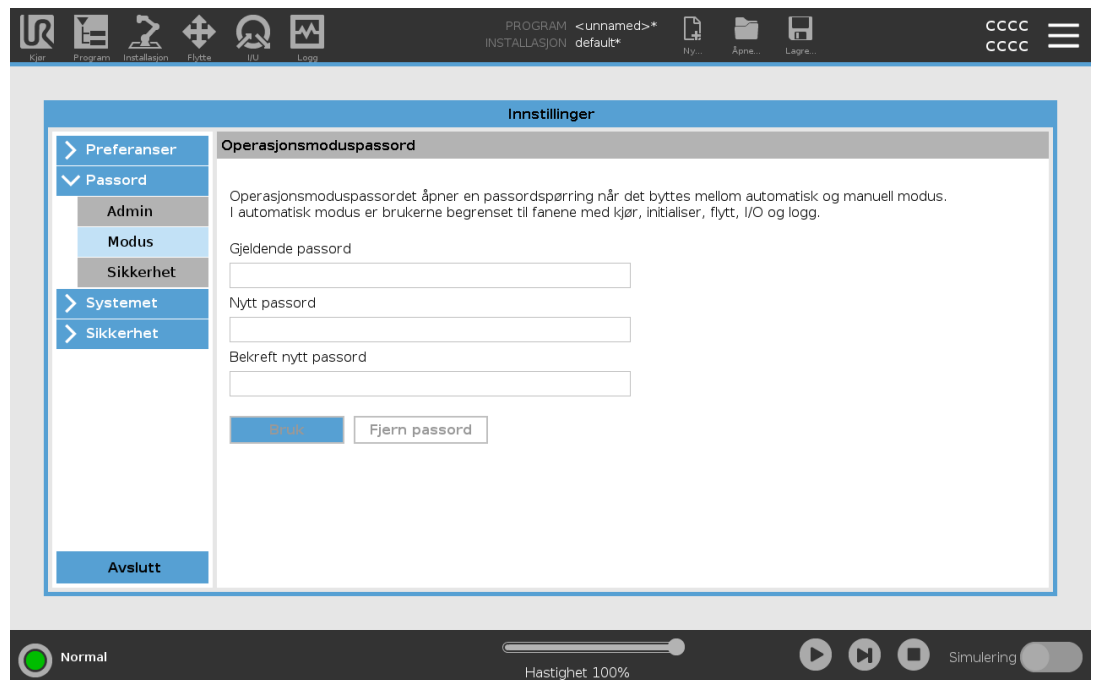 PROGRAM <unnamed>*
INSTALLASJON default*
CCCC
CCCC
Kjør Program Installasjon Flytte I/U Logg Ny... Åpne... Lagre...
Innstillinger
Preferanser
Passord
Admin
Modus
Sikkerhet
Systemet
Sikkerhet
Avslutt
Operasjonsmoduspassord
Operasjonsmoduspassordet åpner en passordspørring når det byttes mellom automatisk og manuell modus.
I automatisk modus er brukerne begrenset til fanene med kjør, initialiser, flytt, I/O og logg.
Gjeldende passord
Nytt passord
Bekreft nytt passord
Bruk Fjern passord
Normal
Hastighet 100%
Simulering